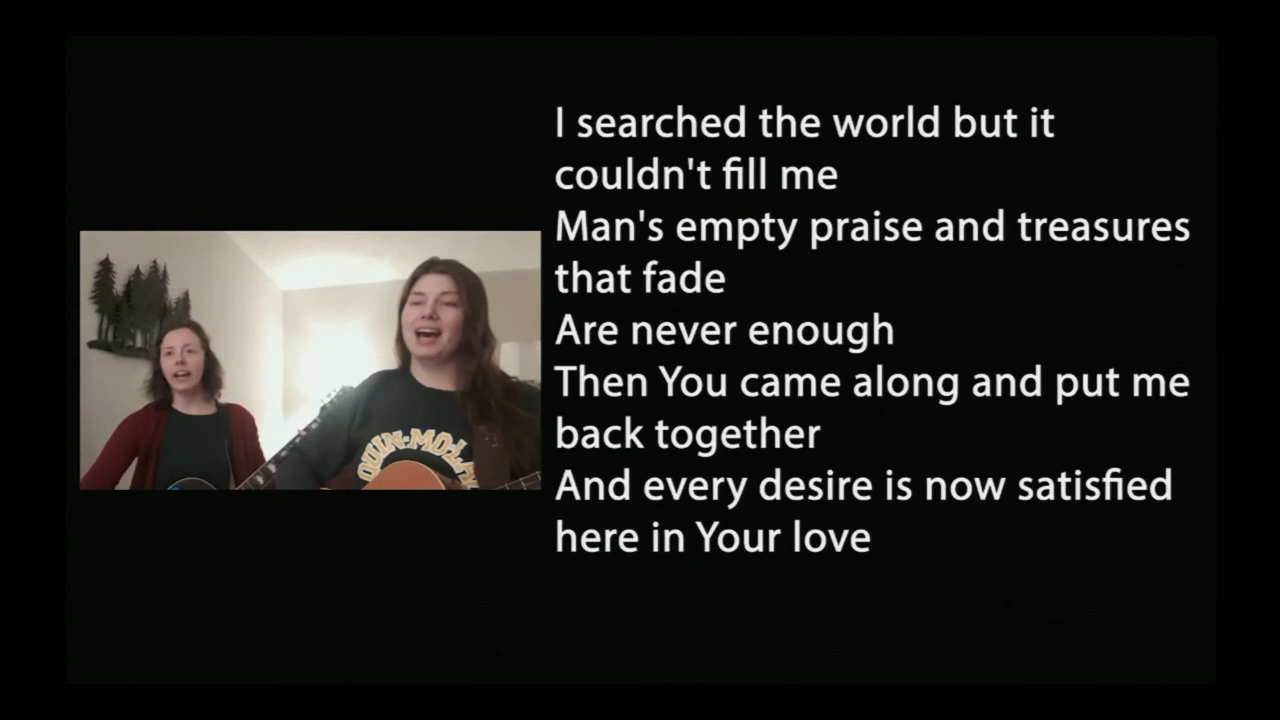 I searched the world but it
couldn't fill me
Man's empty praise and treasures
that fade
Are never enough
Then You came along and put me
back together
And every desire is now satisfied
here in Your love